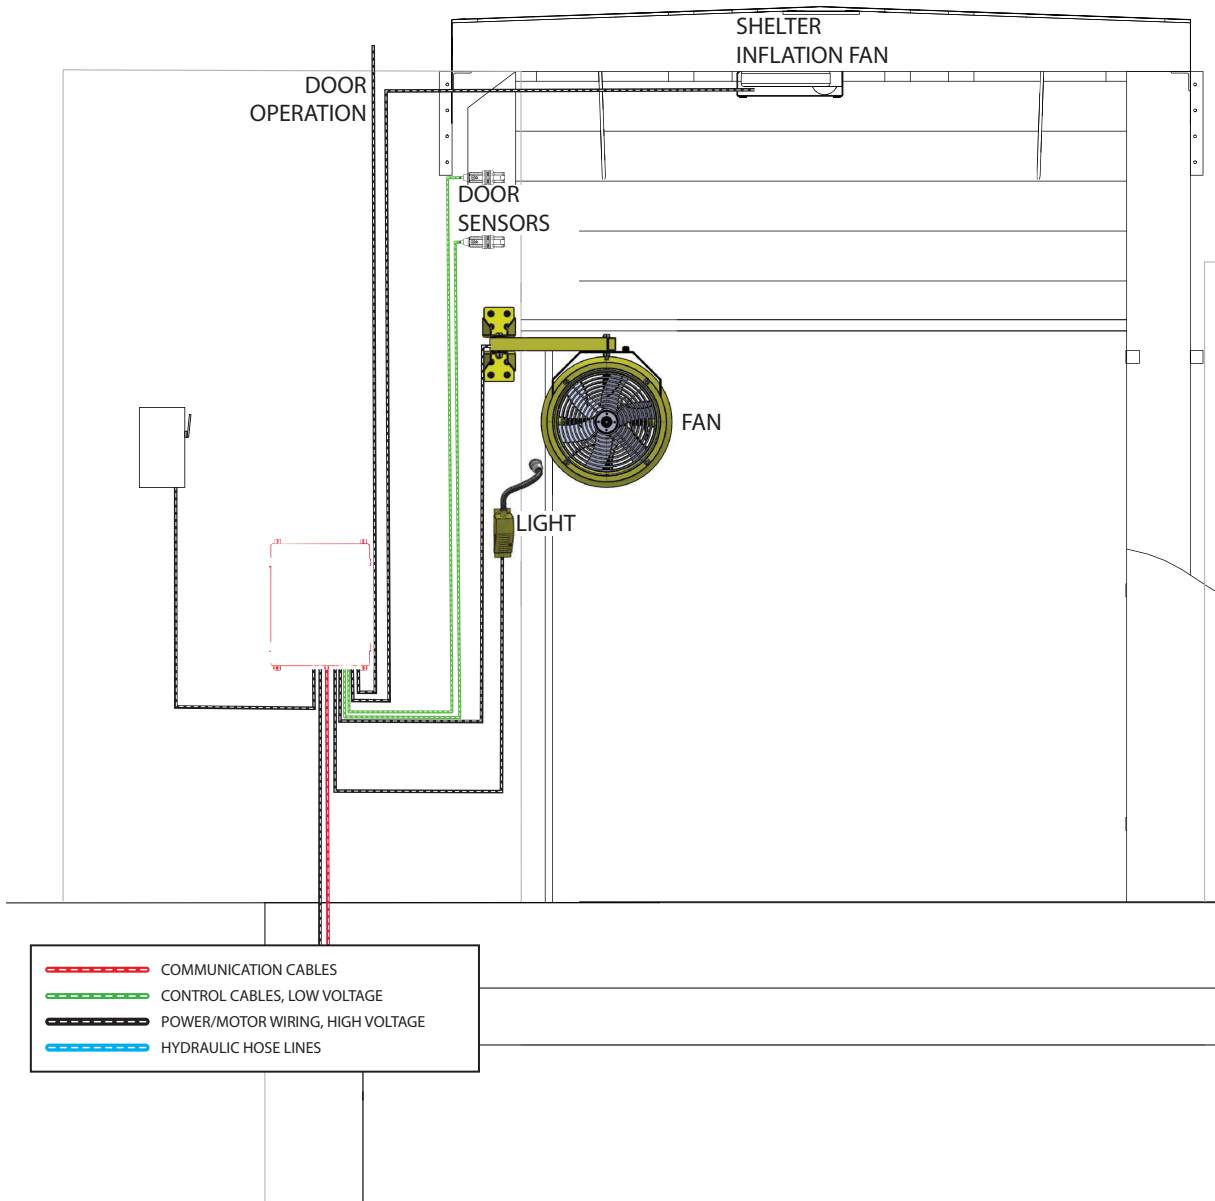 SHELTER
INFLATION FAN
DOOR
OPERATION
DOOR
SENSORS
FAN
LIGHT
COMMUNICATION CABLES
CONTROL CABLES, LOW VOLTAGE
POWER/MOTOR WIRING, HIGH VOLTAGE
HYDRAULIC HOSE LINES